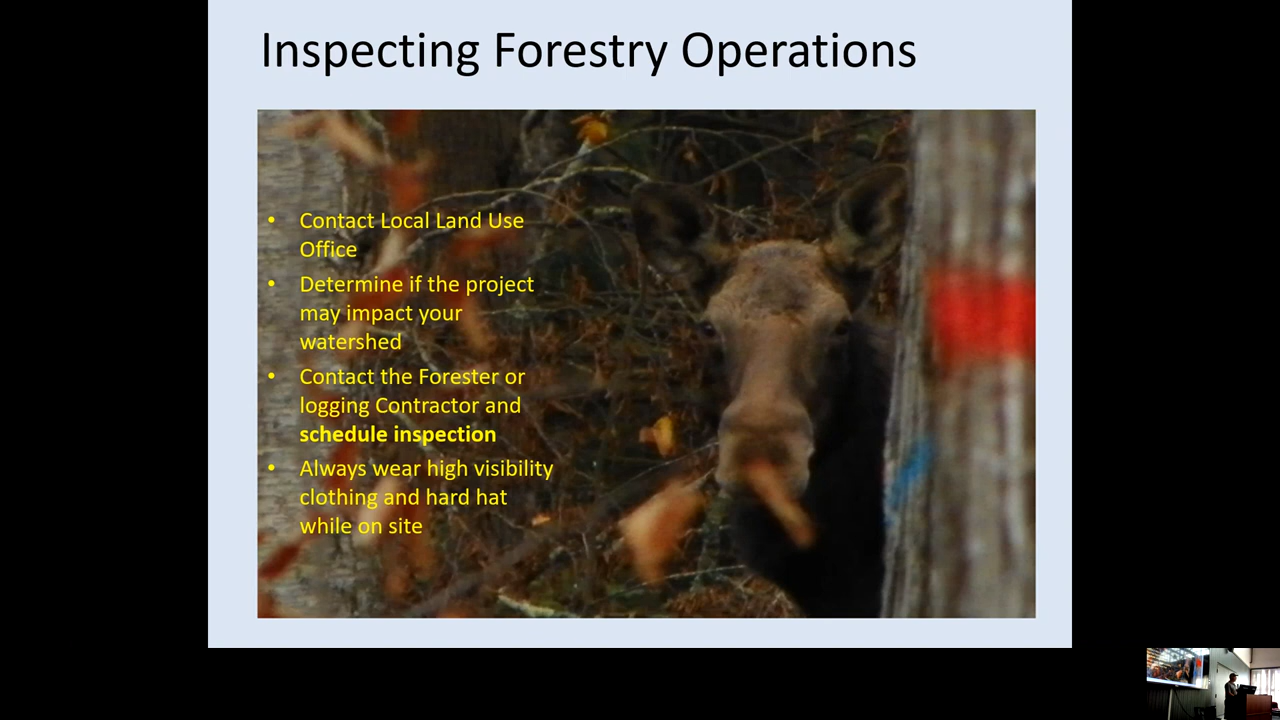 Inspecting Forestry Operations
• Contact Local Land Use
Office
• Determine if the project
may impact your
watershed
• Contact the Forester or
logging Contractor and
schedule inspection
• Always wear high visibility
clothing and hard hat
while on site